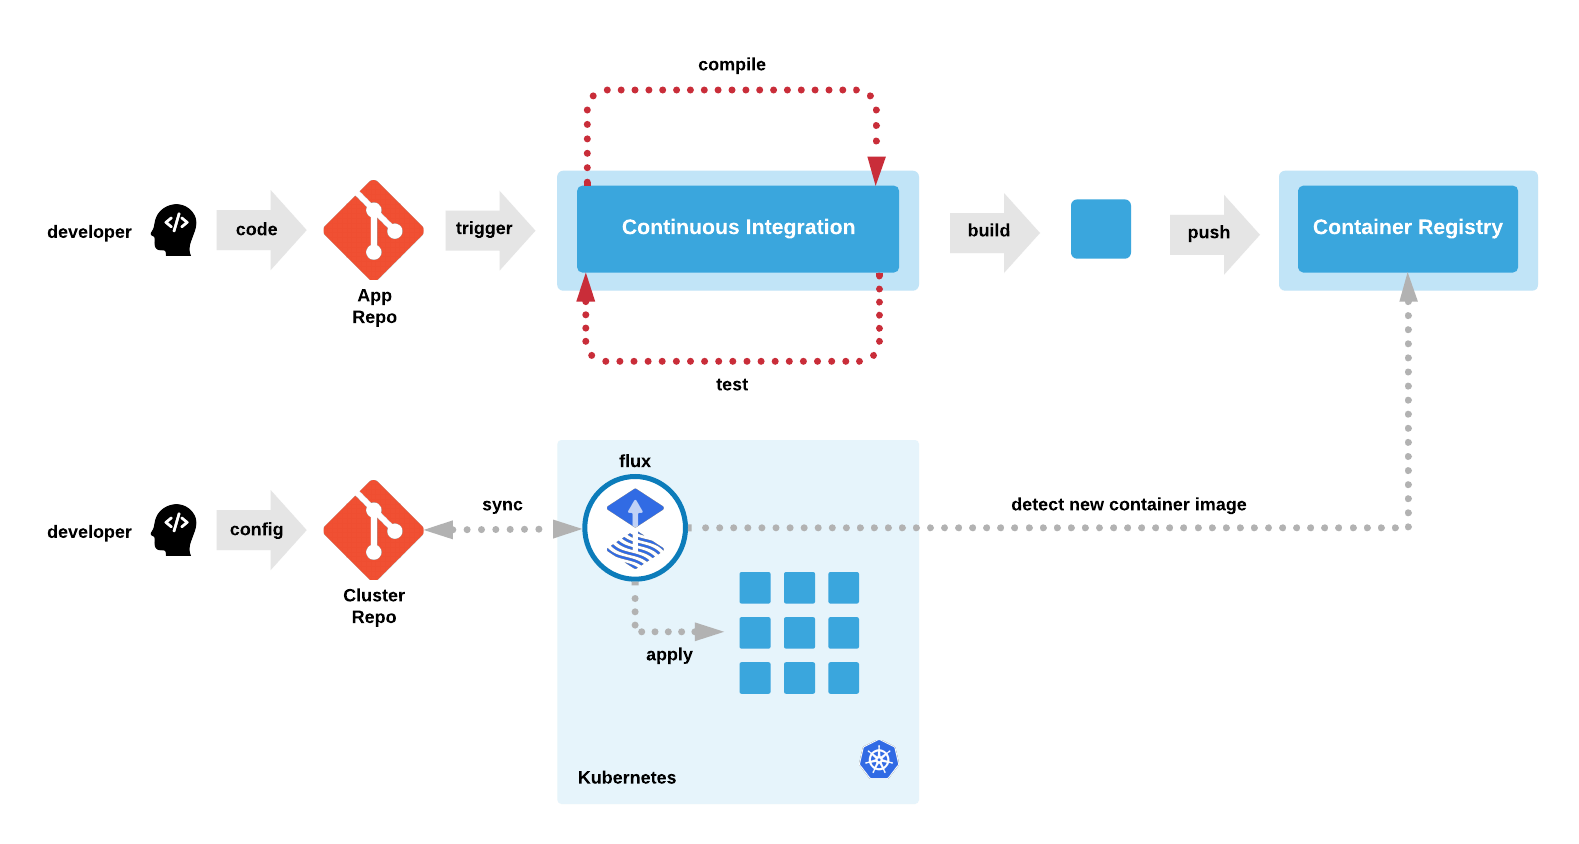 compile
developer
code
App
Repo
trigger
Continuous Integration
build
push
Container Registry
test
developer
config
Cluster
Repo
sync
flux
detect new container image
apply
Kubernetes